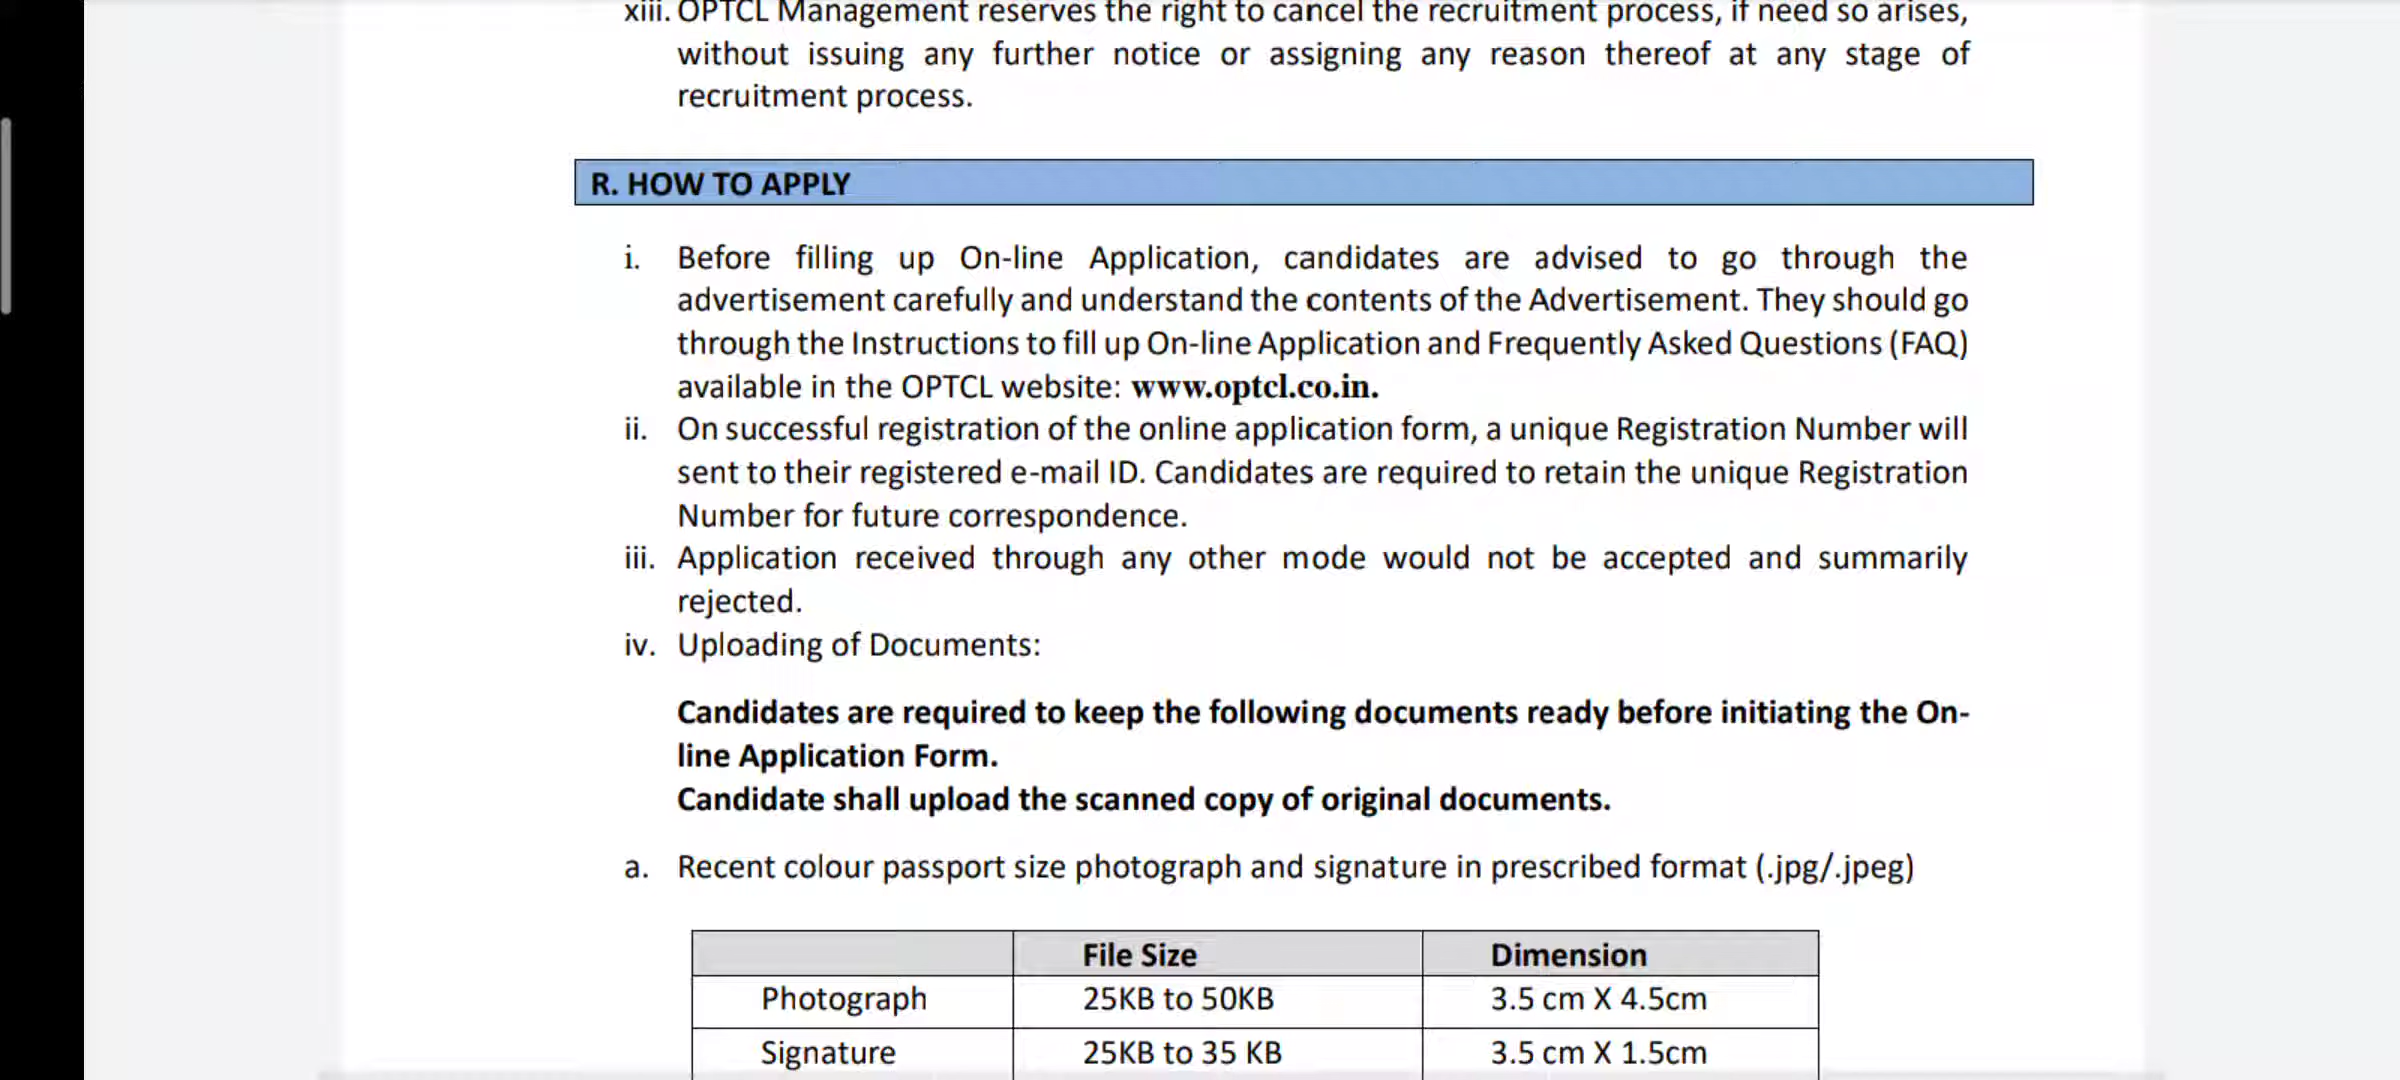 xiii. OPTCL Management reserves the right to cancel the recruitment process, if need so arises,
without issuing any further notice or assigning any reason thereof at any stage of
recruitment process.
R. HOW TO APPLY
i. Before filling up On-line Application, candidates are advised to go through the
advertisement carefully and understand the contents of the Advertisement. They should go
through the Instructions to fill up On-line Application and Frequently Asked Questions (FAQ)
available in the OPTCL website: www.optcl.co.in.
ii. On successful registration of the online application form, a unique Registration Number will
sent to their registered e-mail ID. Candidates are required to retain the unique Registration
Number for future correspondence.
iii. Application received through any other mode would not be accepted and summarily
rejected.
iv. Uploading of Documents:
Candidates are required to keep the following documents ready before initiating the On-
line Application Form.
Candidate shall upload the scanned copy of original documents.
a. Recent colour passport size photograph and signature in prescribed format (.jpg/.jpeg)
File Size Dimension
Photograph 25KB to 50KB 3.5 cm X 4.5cm
Signature 25KB to 35 KB 3.5 cm X 1.5cm